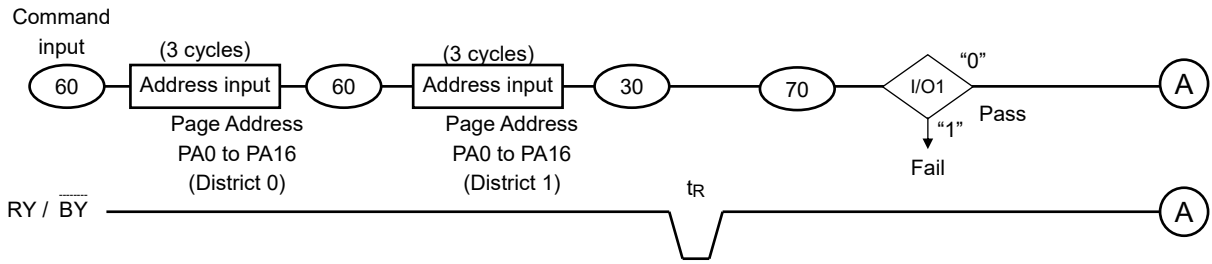 Command
input
60
(3 cycles)
Address input
Page Address
PA0 to PA16
(District 0)
60
(3 cycles)
Address input
Page Address
PA0 to PA16
(District 1)
30
70
I/O1
“0”
Pass
“1”
Fail
A
RY / BY
tR
A